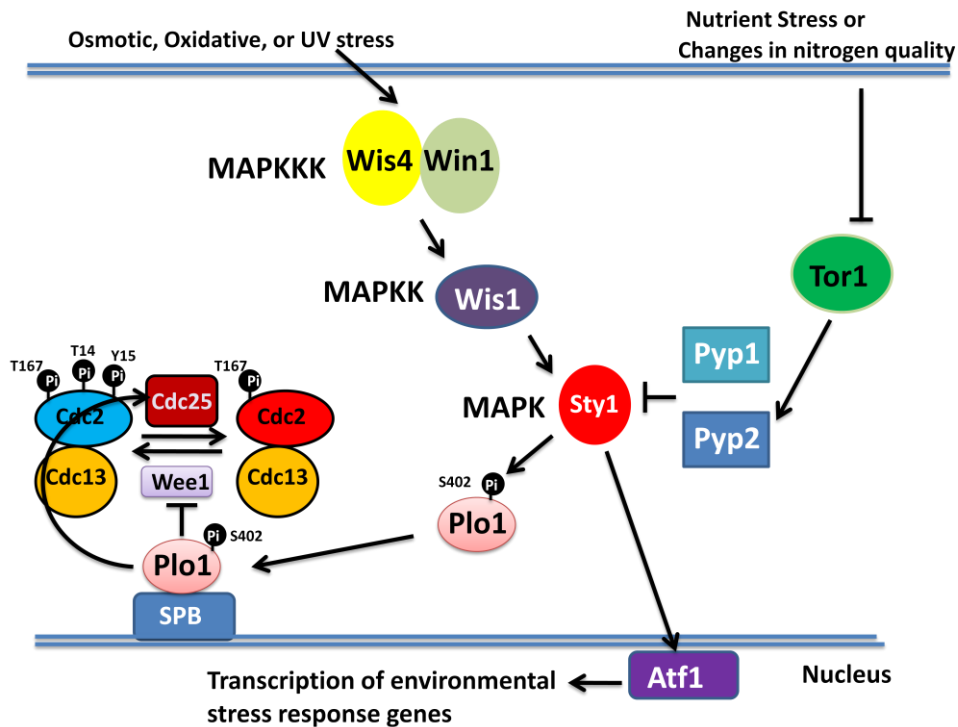 Osmotic, Oxidative, or UV stress
Nutrient Stress or
Changes in nitrogen quality
MAPKKK
Wis4
Win1
MAPKK
Wis1
Tor1
Pyp1
Pyp2
MAPK
Sty1
T167
T14
Y15
T167
Pi
Pi
Pi
Pi
Cdc2
Cdc25
Cdc2
Cdc13
Wee1
Cdc13
S402
Pi
Plo1
Pi
S402
Plo1
SPB
Atf1
Nucleus
Transcription of environmental
stress response genes